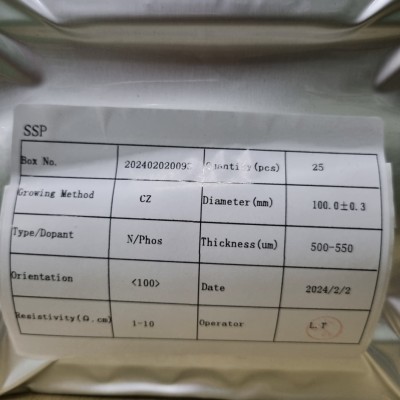 SSP
Box No. 20240202009 Quantity(pcs) 25
Growing Method CZ Diameter(mm) 100.0±0.3
Type/Dopant N/Phos Thickness(um) 500-550
Orientation <100> Date 2024/2/2
Resistivity(Ω.cm) 1-10 Operator L.T